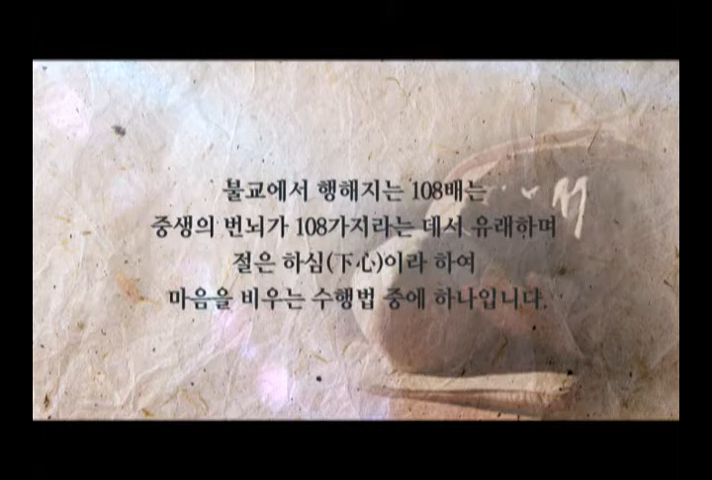 불교에서 행해지는 108배는
중생의 번뇌가 108가지라는 데서 유래하며
절은 하심(下心)이라 하여
마음을 비우는 수행법 중에 하나입니다.